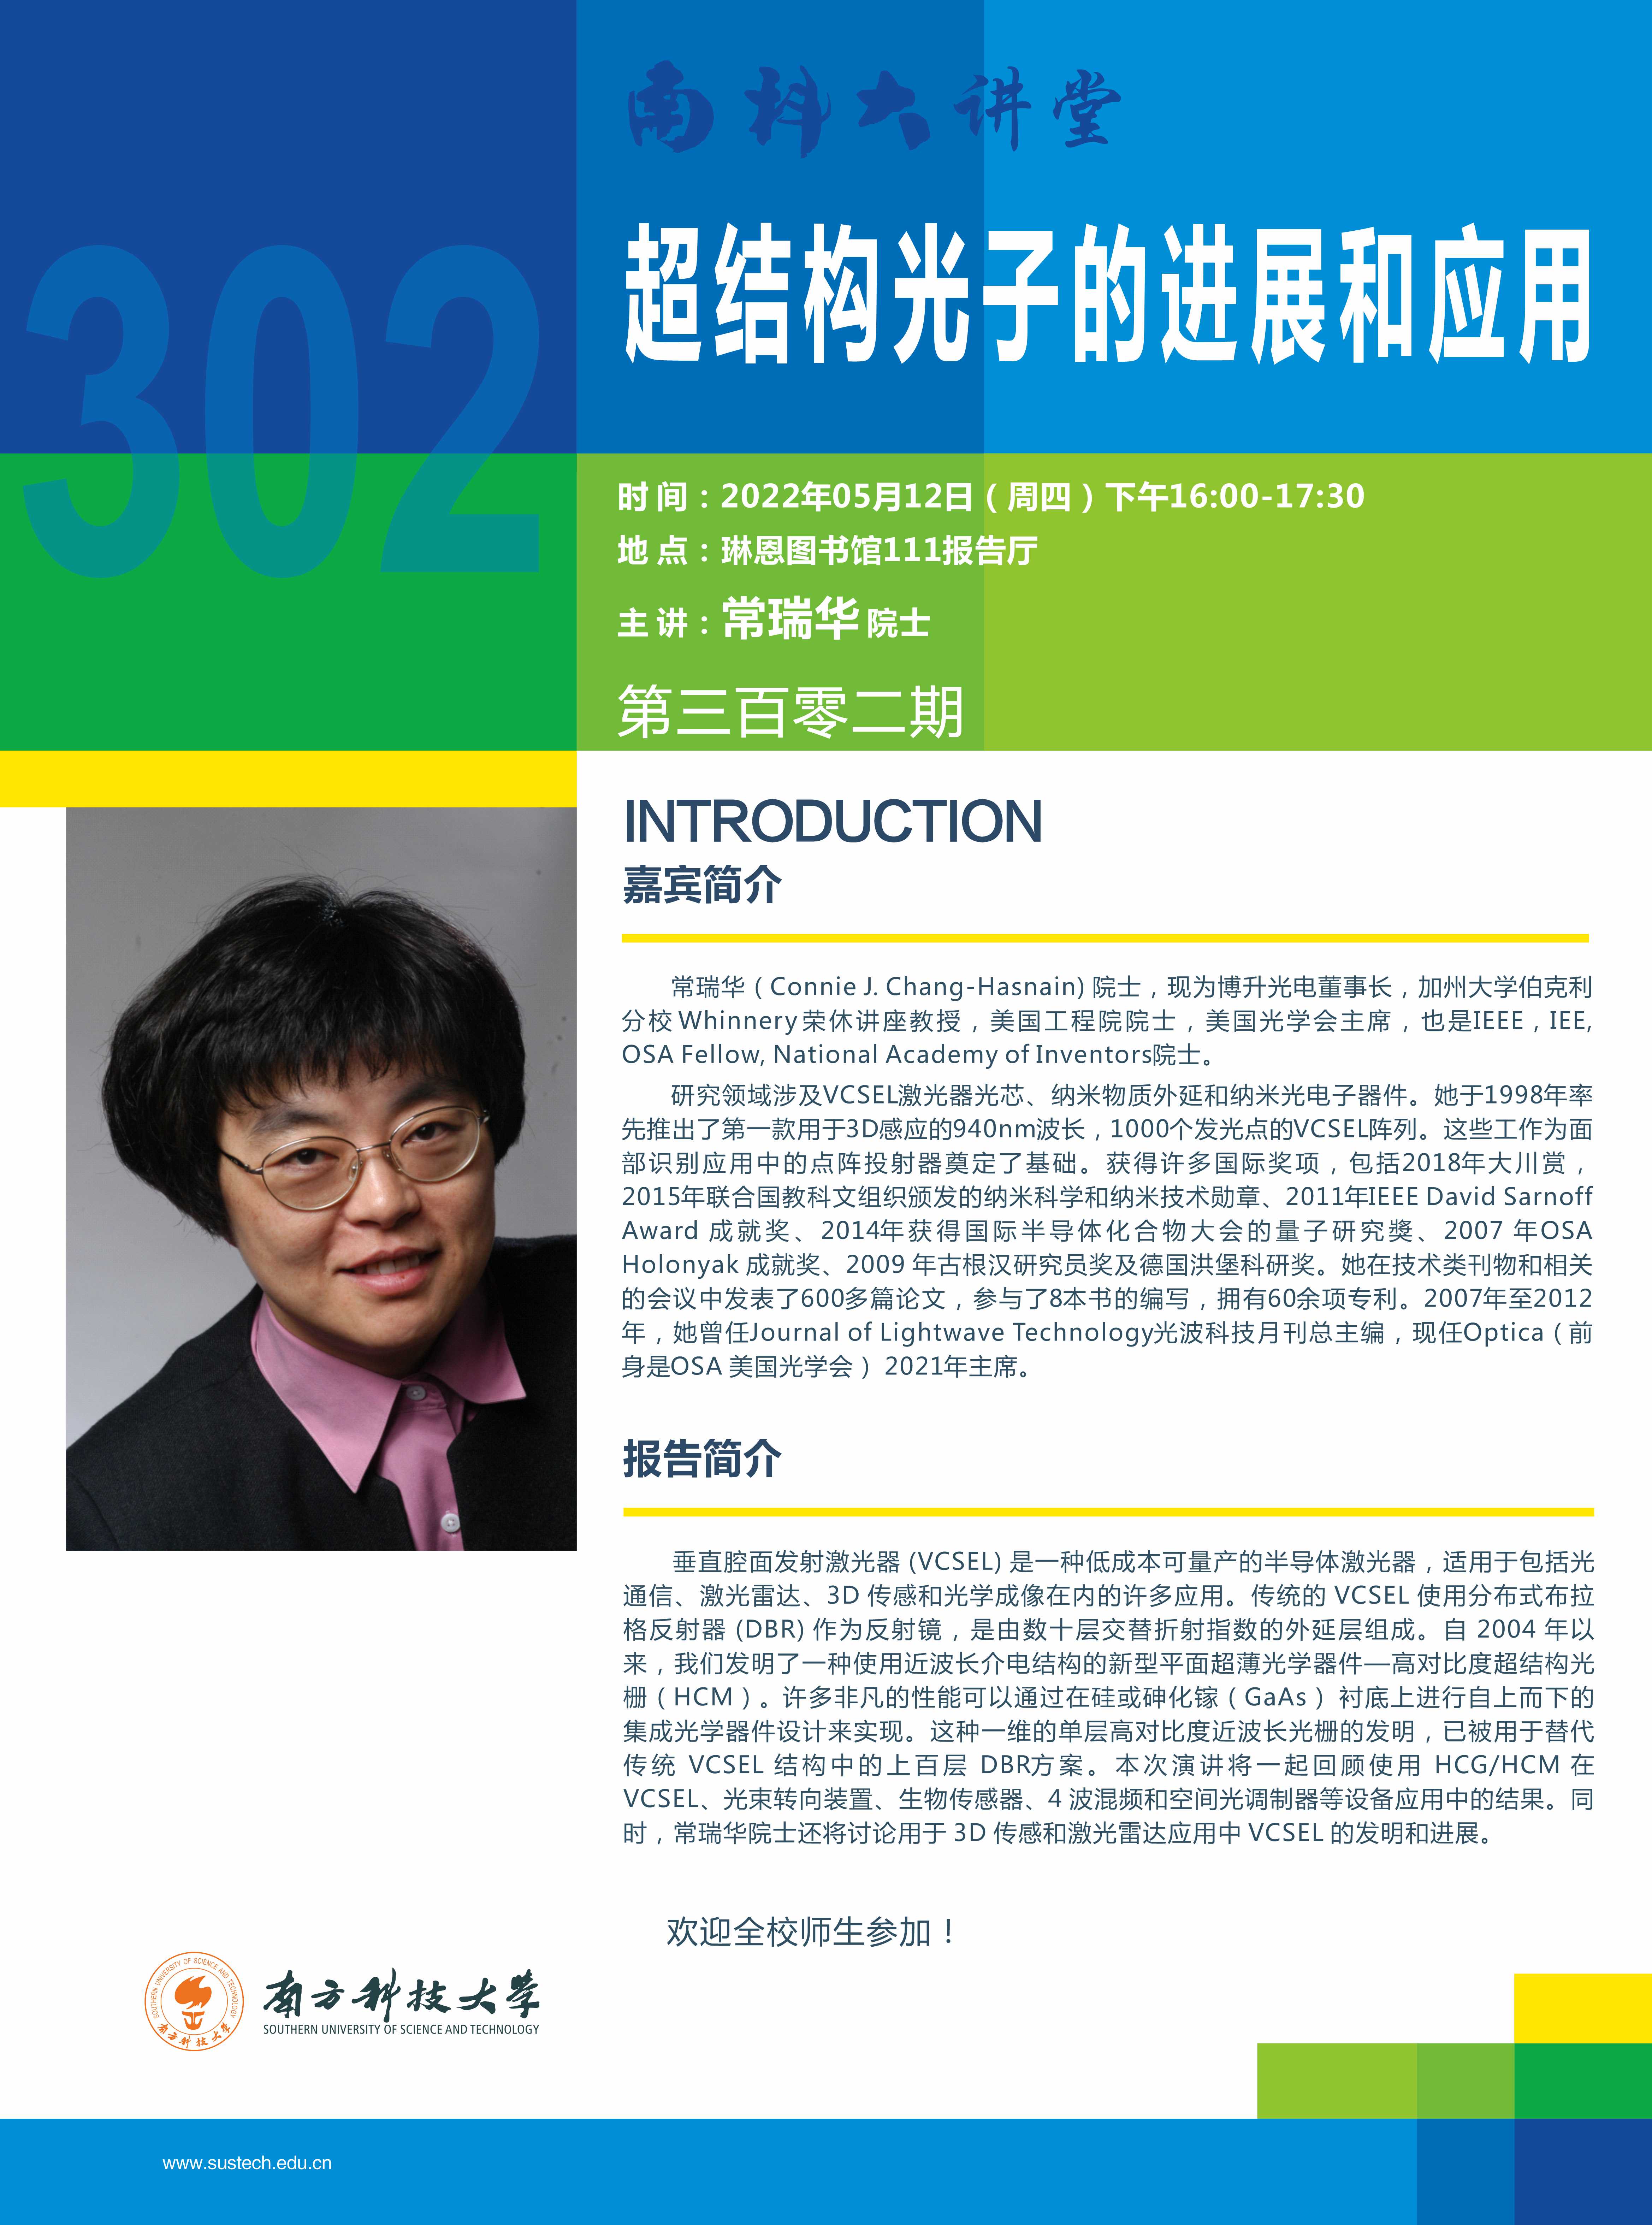 南科大讲堂
302
超结构光子的进展和应用
时间：2022年05月12日（周四）下午16:00-17:30
地点：琳恩图书馆111报告厅
主讲：常瑞华 院士
第三百零二期
INTRODUCTION
嘉宾简介
常瑞华（Connie J. Chang-Hasnain) 院士，现为博升光电董事长，加州大学伯克利
分校Whinnery荣休讲座教授，美国工程院院士，美国光学会主席，也是IEEE，IEE,
OSA Fellow, National Academy of Inventors院士。
研究领域涉及VCSEL激光器光芯、纳米物质外延和纳米光电子器件。她于1998年率
先推出了第一款用于3D感应的940nm波长，1000个发光点的VCSEL阵列。这些工作为面
部识别应用中的点阵投射器奠定了基础。获得许多国际奖项，包括2018年大川赏，
2015年联合国教科文组织颁发的纳米科学和纳米技术勋章、2011年IEEE David Sarnoff
Award 成就奖、2014年获得国际半导体化合物大会的量子研究獎、2007 年OSA
Holonyak 成就奖、2009 年古根汉研究员奖及德国洪堡科研奖。她在技术类刊物和相关
的会议中发表了600多篇论文，参与了8本书的编写，拥有60余项专利。2007年至2012
年，她曾任Journal of Lightwave Technology光波科技月刊总主编，现任Optica（前
身是OSA 美国光学会） 2021年主席。
报告简介
垂直腔面发射激光器 (VCSEL) 是一种低成本可量产的半导体激光器，适用于包括光
通信、激光雷达、3D 传感和光学成像在内的许多应用。传统的 VCSEL 使用分布式布拉
格反射器 (DBR) 作为反射镜，是由数十层交替折射指数的外延层组成。自 2004 年以
来，我们发明了一种使用近波长介电结构的新型平面超薄光学器件—高对比度超结构光
栅（HCM）。许多非凡的性能可以通过在硅或砷化镓（GaAs） 衬底上进行自上而下的
集成光学器件设计来实现。这种一维的单层高对比度近波长光栅的发明，已被用于替代
传统 VCSEL 结构中的上百层 DBR方案。本次演讲将一起回顾使用 HCG/HCM 在
VCSEL、光束转向装置、生物传感器、4 波混频和空间光调制器等设备应用中的结果。同
时，常瑞华院士还将讨论用于 3D 传感和激光雷达应用中 VCSEL 的发明和进展。
欢迎全校师生参加！
SOUTHERN UNIVERSITY OF SCIENCE AND TECHNOLOGY
南方科技大学
南方科技大学
SOUTHERN UNIVERSITY OF SCIENCE AND TECHNOLOGY
www.sustech.edu.cn